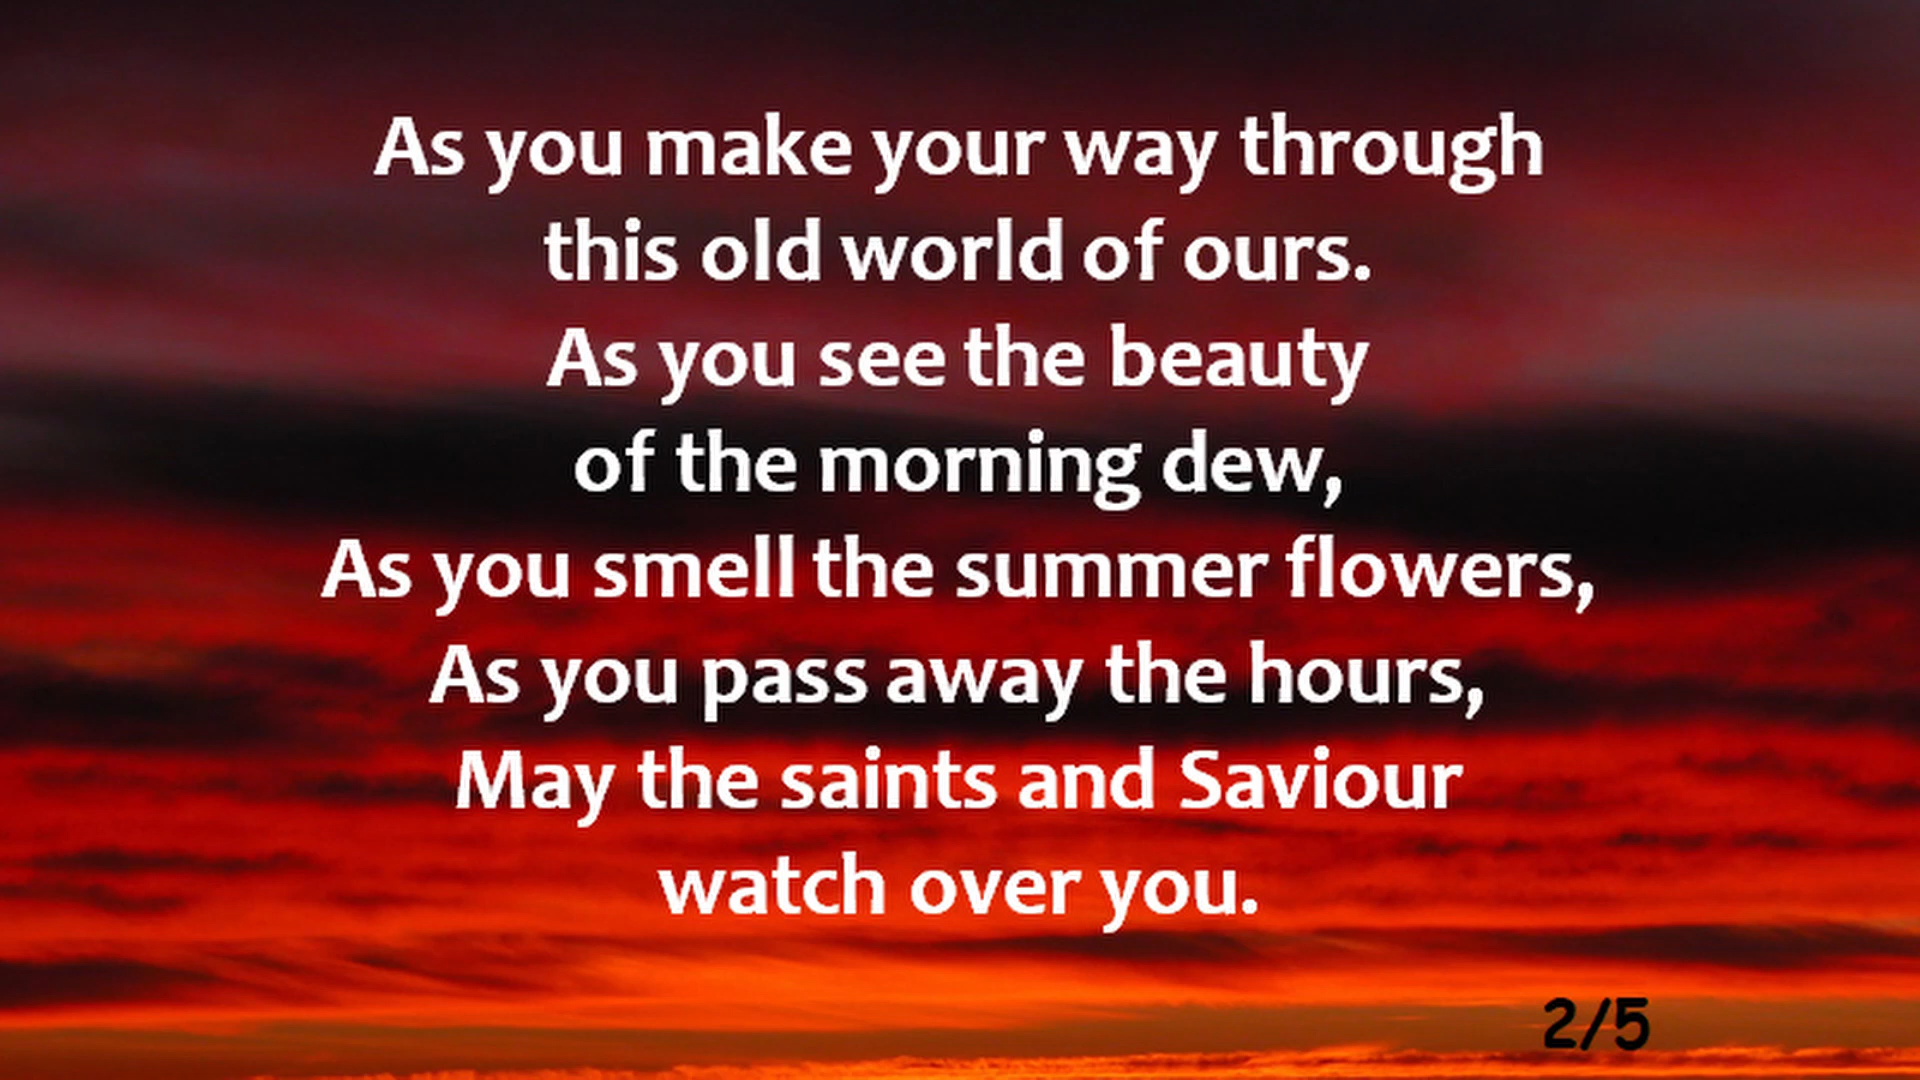 As you make your way through
this old world of ours.
As you see the beauty
of the morning dew,
As you smell the summer flowers,
As you pass away the hours,
May the saints and Saviour
watch over you.
2/5